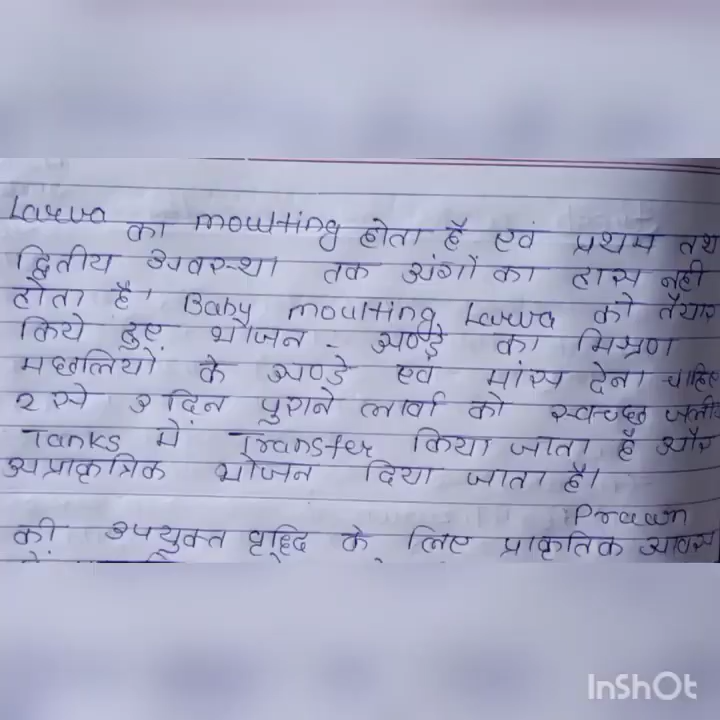 Larva का moulting होता है एवं प्रथम तथ
द्वितीय अवस्था तक अंगों का हास नही
होता है। Baby moulting Larva को तैयार
किये हुए भोजन - अण्डे का मिश्रण
मछलियों के अण्डे एवं मांस देना चाहिए
2 से 3 दिन पुराने लार्वा को स्वच्छ जलीय
Tanks में Transfer किया जाता है और
अप्राकृत्रिक भोजन दिया जाता है।
Prawn
की उपयुक्त वृद्धि के लिए प्राकृतिक आवस
InShOt